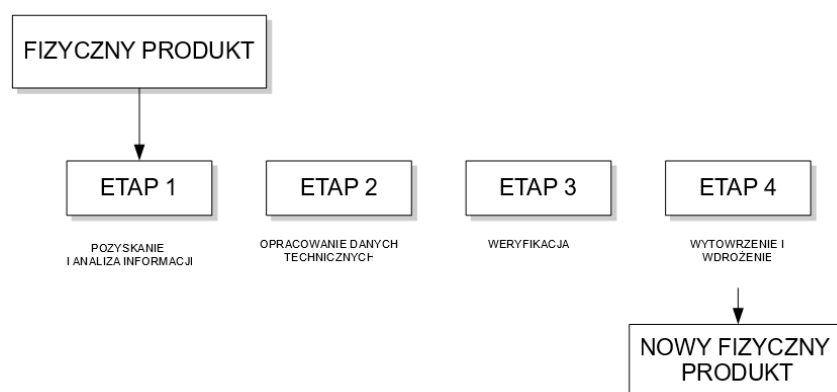 FIZYCZNY PRODUKT
ETAP 1
ETAP 2
ETAP 3
ETAP 4
POZYSKANIE
I ANALIZA INFORMACJI
OPRACOWANIE DANYCH
TECHNICZNYCH
WERYFIKACJA
WYTOWRZENIE I
WDROŻENIE
NOWY FIZYCZNY
PRODUKT